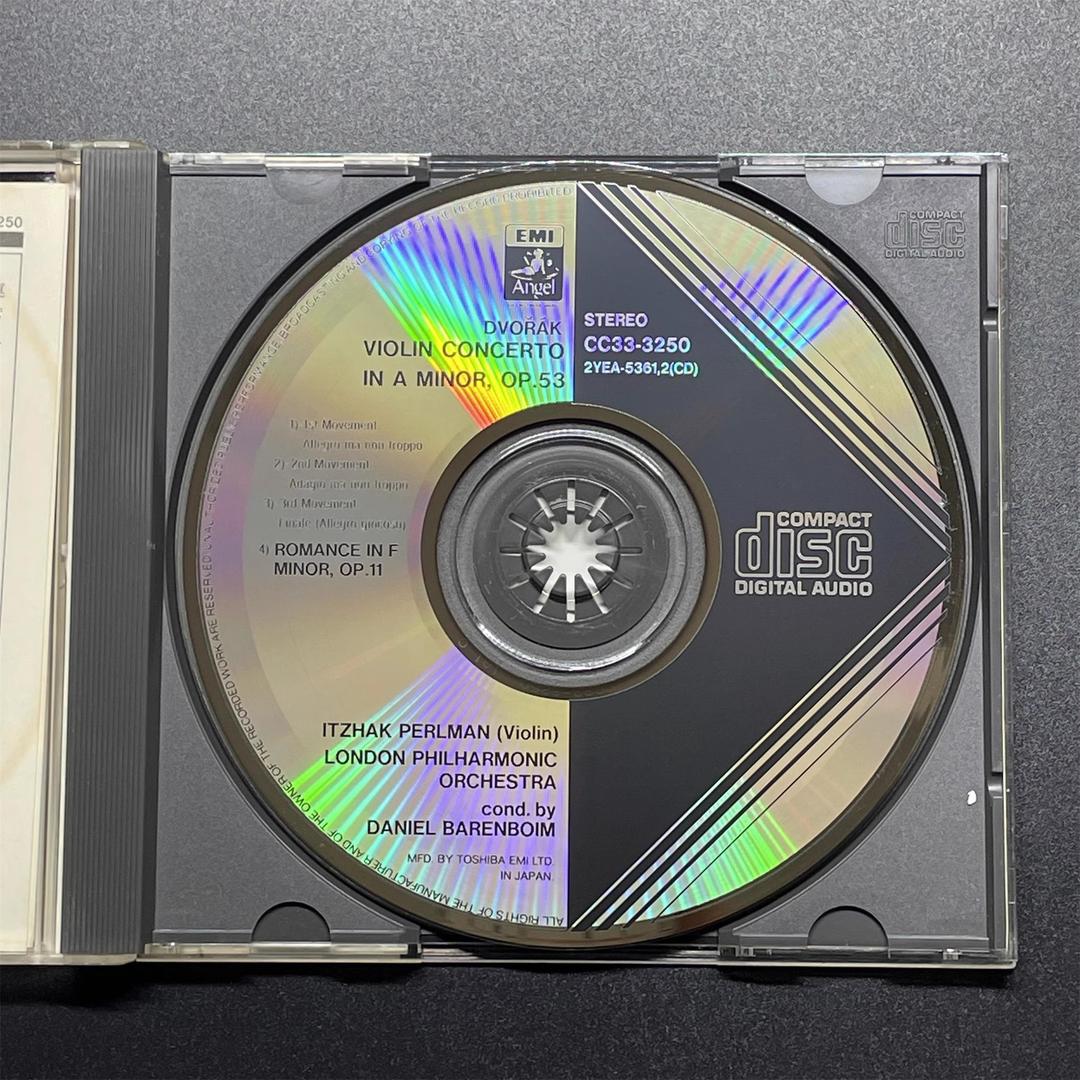 250
COMPACT
disc
DIGITAL AUDIO
EMI
Angel
DVOŘÁK
VIOLIN CONCERTO
IN A MINOR, OP.53
STEREO
CC33-3250
2YEA-5361,2(CD)
1) 1st Movement
Allegro ma non troppo
2) 2nd Movement
Adagio ma non troppo
3) 3rd Movement
Finale (Allegro giocoso)
4) ROMANCE IN F
MINOR, OP.11
COMPACT
disc
DIGITAL AUDIO
ITZHAK PERLMAN (Violin)
LONDON PHILHARMONIC
ORCHESTRA
cond. by
DANIEL BARENBOIM
MFD. BY TOSHIBA EMI LTD.
IN JAPAN.
ALL RIGHTS OF THE MANUFACTURER AND OF THE OWNER OF THE RECORDED WORK ARE RESERVED UNAUTHORIZED PUBLIC PERFORMANCE BROADCASTING AND COPYING OF THE RECORD PROHIBITED